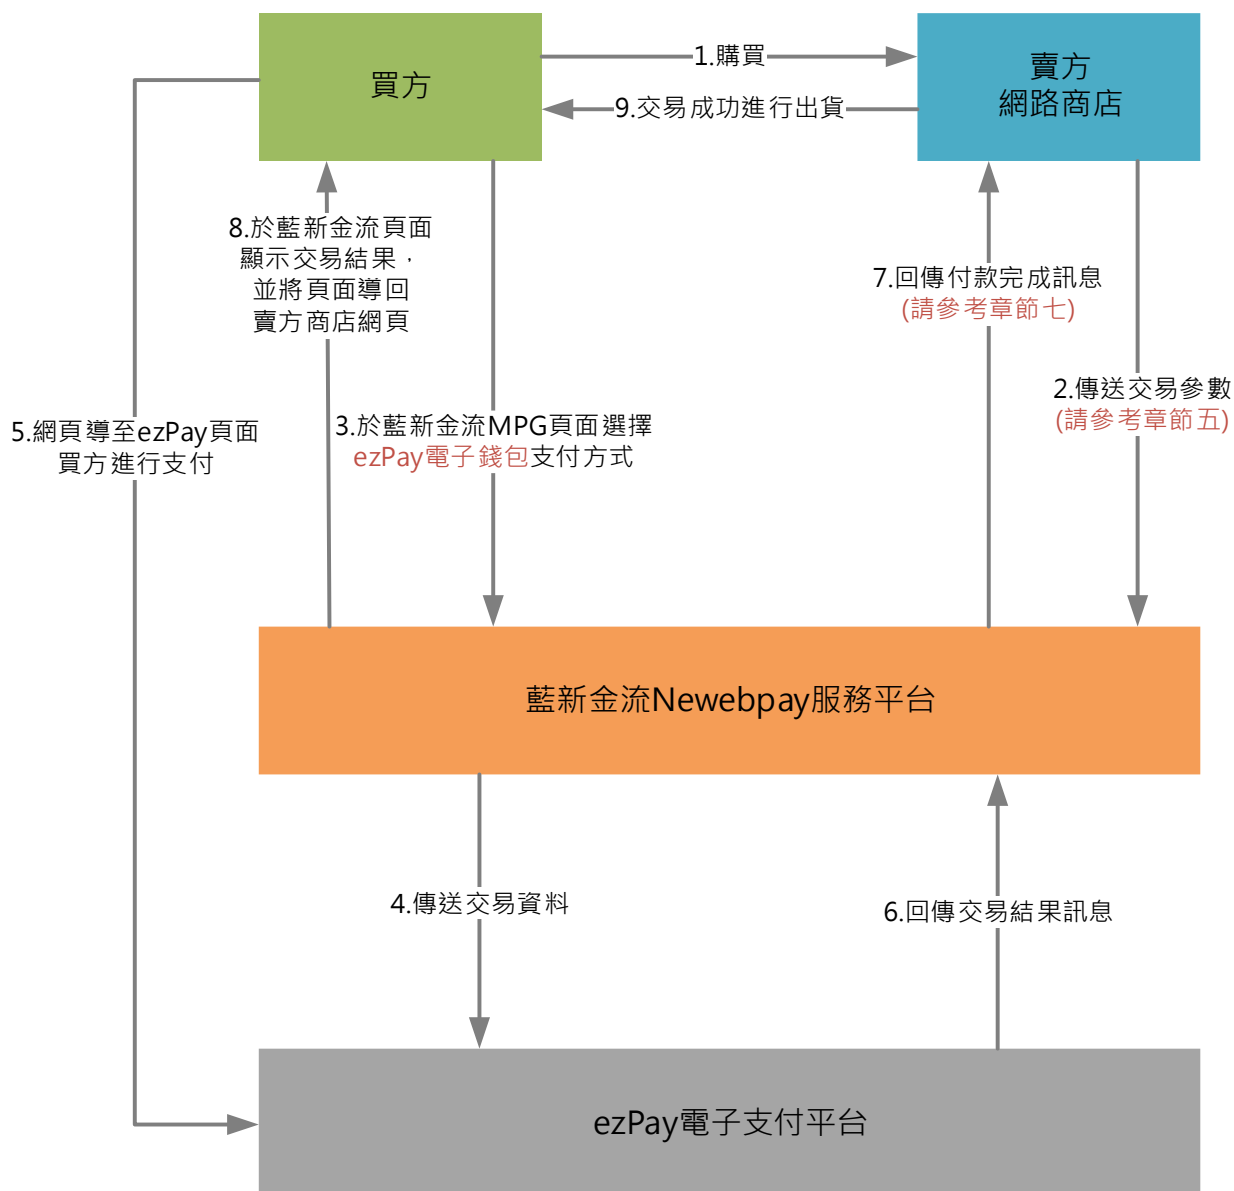 買方
1.購買
賣方
網路商店
9.交易成功進行出貨
8.於藍新金流頁面
顯示交易結果，
並將頁面導回
賣方商店網頁
7.回傳付款完成訊息
(請參考章節七)
2.傳送交易參數
(請參考章節五)
5.網頁導至ezPay頁面
買方進行支付
3.於藍新金流MPG頁面選擇
ezPay電子錢包支付方式
藍新金流Newebpay服務平台
4.傳送交易資料
6.回傳交易結果訊息
ezPay電子支付平台